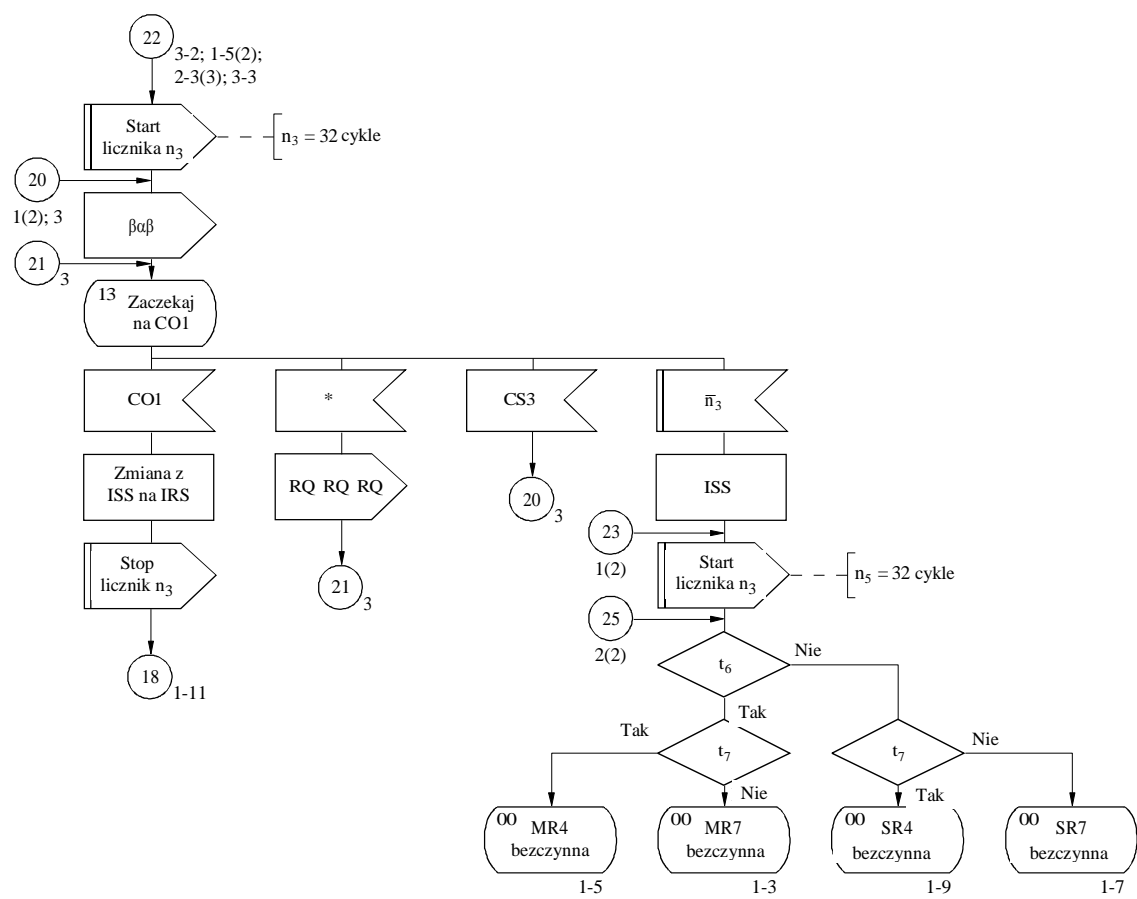 22
3-2; 1-5(2);
2-3(3); 3-3
Start
licznika n3
n3 = 32 cykle
20
1(2); 3
βαβ
21
3
13 Zaczekaj
na CO1
CO1
*
CS3
n̅3
Zmiana z
ISS na IRS
RQ RQ RQ
20
3
ISS
23
1(2)
Stop
licznik n3
21
3
Start
licznika n3
n5 = 32 cykle
25
2(2)
18
1-11
t6
Nie
Tak
Tak
t7
Nie
t7
Nie
Tak
00 MR4
bezczynna
1-5
00 MR7
bezczynna
1-3
00 SR4
bezczynna
1-9
00 SR7
bezczynna
1-7